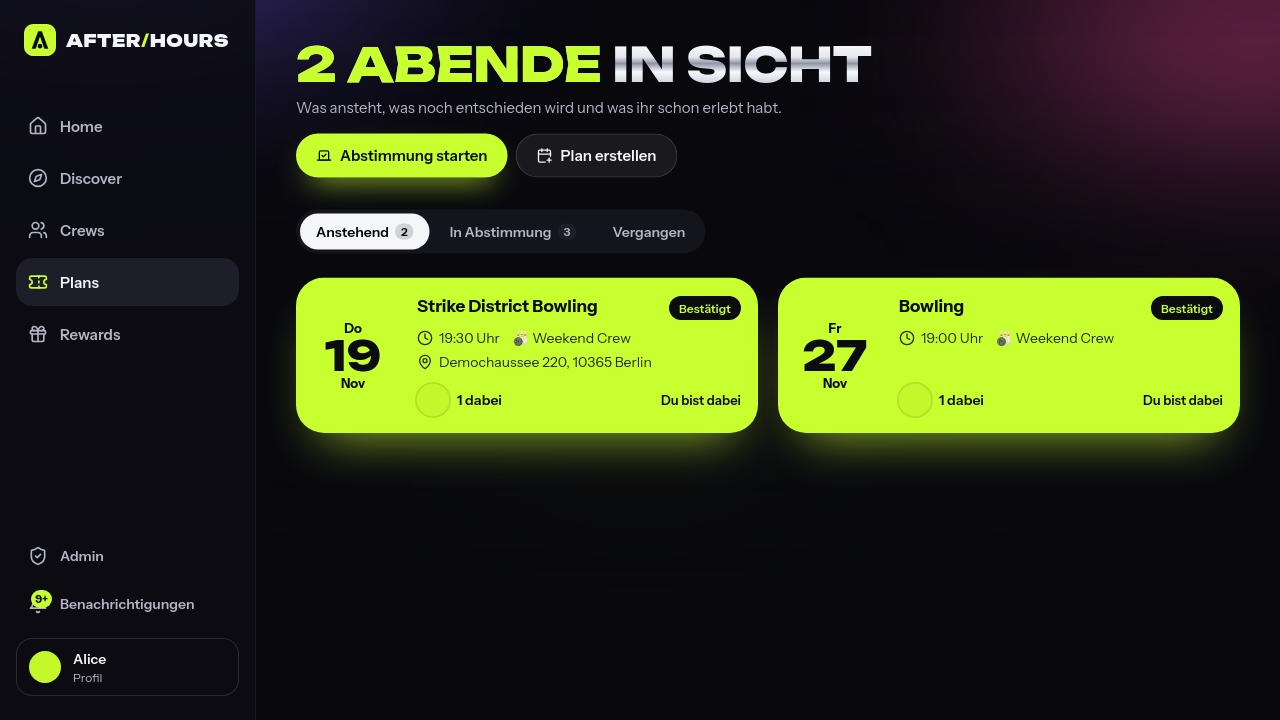 AFTER/HOURS
Home
Discover
Crews
Plans
Rewards
Admin
9+
Benachrichtigungen
Alice
Profil
2 ABENDE IN SICHT
Was ansteht, was noch entschieden wird und was ihr schon erlebt habt.
Abstimmung starten
Plan erstellen
Anstehend 2
In Abstimmung 3
Vergangen
Do
19
Nov
Strike District Bowling
Bestätigt
19:30 Uhr 🎳 Weekend Crew
Demochaussee 220, 10365 Berlin
1 dabei
Du bist dabei
Fr
27
Nov
Bowling
Bestätigt
19:00 Uhr 🎳 Weekend Crew
1 dabei
Du bist dabei